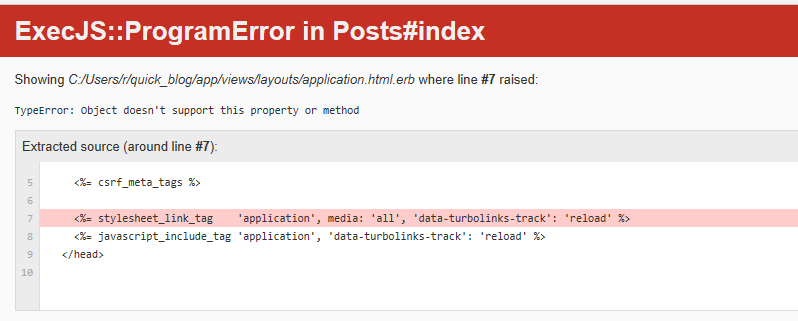 ExecJS::ProgramError in Posts#index
Showing C:/Users/r/quick_blog/app/views/layouts/application.html.erb where line #7 raised:
TypeError: Object doesn't support this property or method
Extracted source (around line #7):
5 <%= csrf_meta_tags %>
6
7 <%= stylesheet_link_tag    'application', media: 'all', 'data-turbolinks-track': 'reload' %>
8 <%= javascript_include_tag 'application', 'data-turbolinks-track': 'reload' %>
9 </head>
10